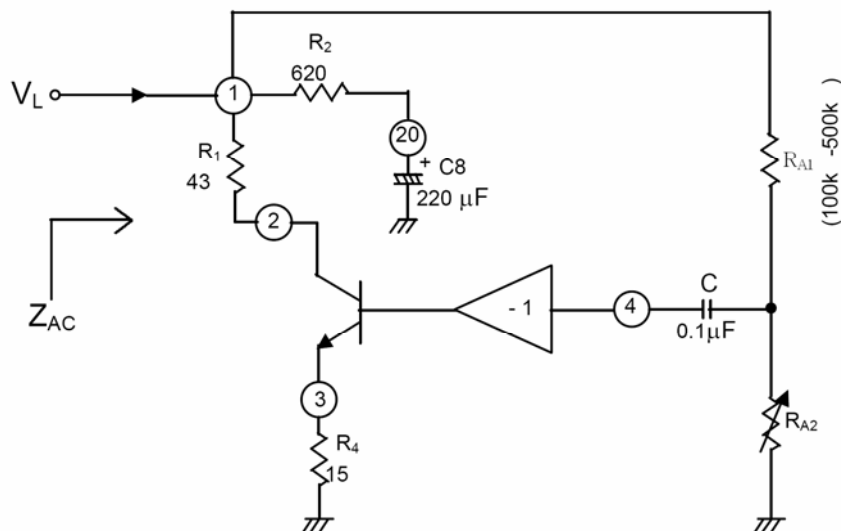 R2
620
VL
1
20
+ C8
220 μF
R1
43
2
RA1
(100k -500k)
ZAC
- 1
4
C
0.1μF
3
RA2
R4
15